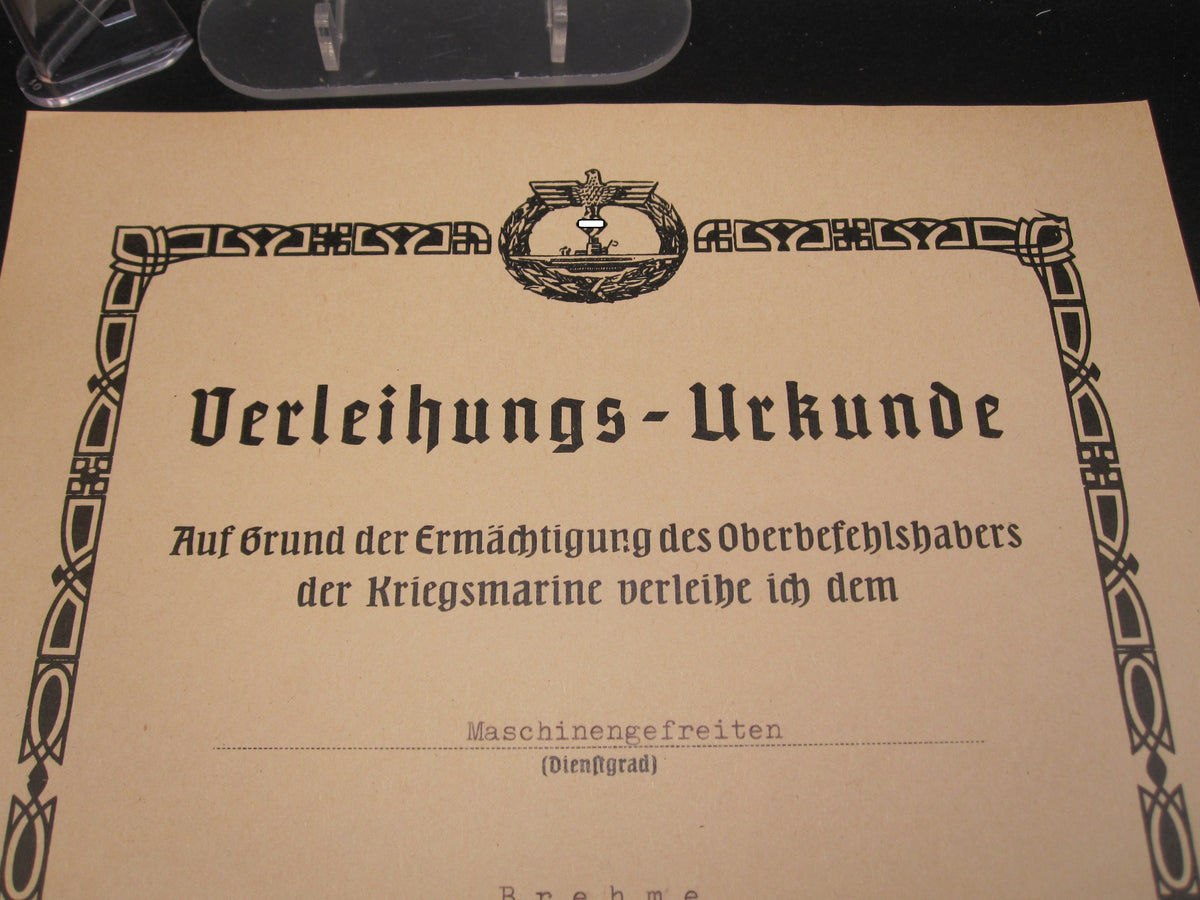 Verleihungs-Urkunde
Auf Grund der Ermächtigung des Oberbefehlshabers
der Kriegsmarine verleihe ich dem
Maschinengefreiten
(Dienstgrad)
Brehme